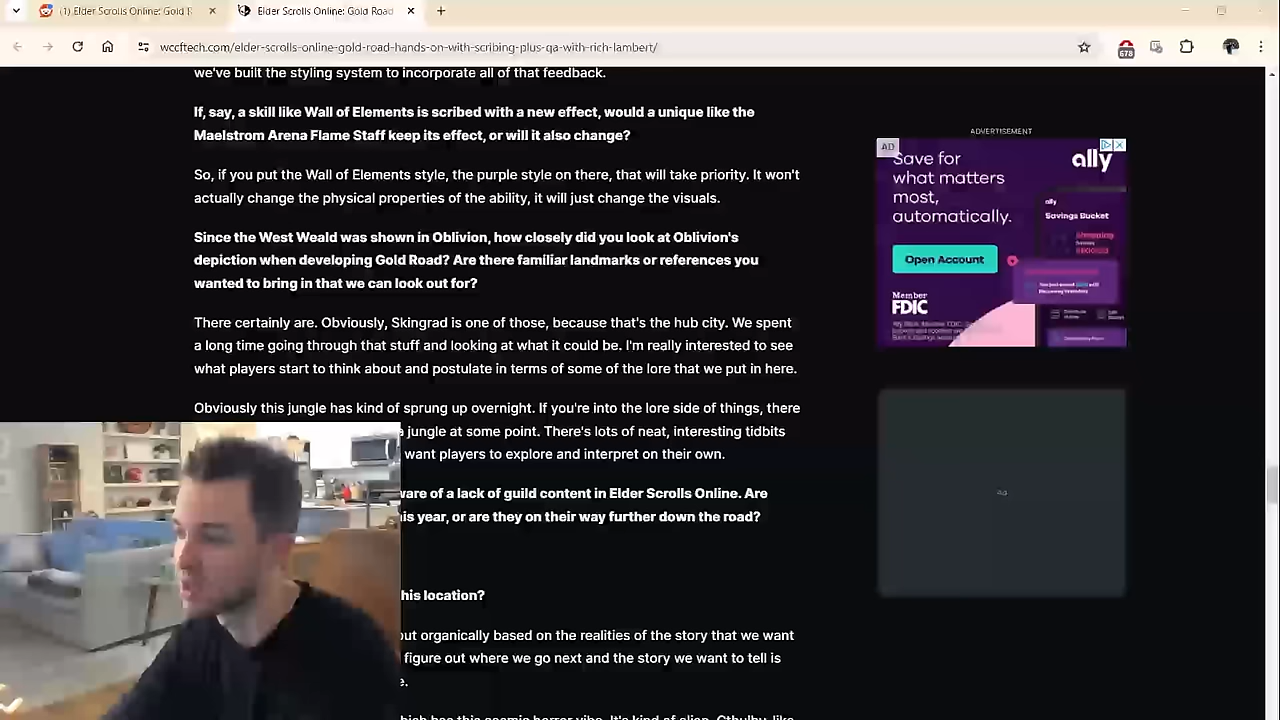 (1) Elder Scrolls Online: Gold R
Elder Scrolls Online: Gold Road
wccftech.com/elder-scrolls-online-gold-road-hands-on-with-scribing-plus-qa-with-rich-lambert/
678
we've built the styling system to incorporate all of that feedback.
If, say, a skill like Wall of Elements is scribed with a new effect, would a unique like the
Maelstrom Arena Flame Staff keep its effect, or will it also change?
So, if you put the Wall of Elements style, the purple style on there, that will take priority. It won't
actually change the physical properties of the ability, it will just change the visuals.
Since the West Weald was shown in Oblivion, how closely did you look at Oblivion's
depiction when developing Gold Road? Are there familiar landmarks or references you
wanted to bring in that we can look out for?
There certainly are. Obviously, Skingrad is one of those, because that's the hub city. We spent
a long time going through that stuff and looking at what it could be. I'm really interested to see
what players start to think about and postulate in terms of some of the lore that we put in here.
Obviously this jungle has kind of sprung up overnight. If you're into the lore side of things, there
jungle at some point. There's lots of neat, interesting tidbits
want players to explore and interpret on their own.
ware of a lack of guild content in Elder Scrolls Online. Are
is year, or are they on their way further down the road?
his location?
out organically based on the realities of the story that we want
figure out where we go next and the story we want to tell is
e.
ADVERTISEMENT
AD
Save for
what matters
most,
automatically.
ally
Open Account
Member
FDIC
ally
Savings Bucket
Ad